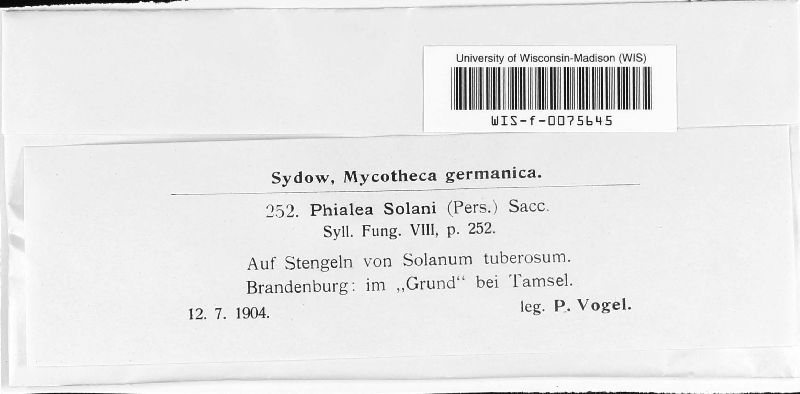 University of Wisconsin-Madison (WIS)
WIS-f-0075645
Sydow, Mycotheca germanica.
252. Phialea Solani (Pers.) Sacc.
Syll. Fung. VIII, p. 252.
Auf Stengeln von Solanum tuberosum.
Brandenburg: im „Grund“ bei Tamsel.
12. 7. 1904. leg. P. Vogel.